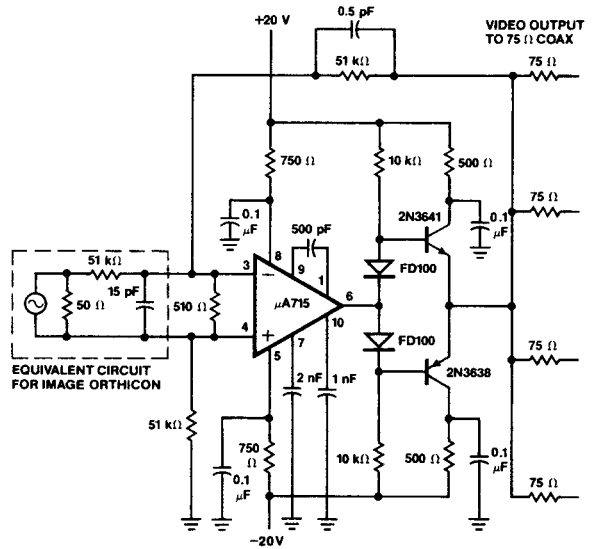 0.5 pF
+20 V
VIDEO OUTPUT
TO 75 Ω COAX
51 kΩ
75 Ω
750 Ω
10 kΩ
500 Ω
0.1
μF
500 pF
2N3641
0.1
μF
75 Ω
8
9
1
FD100
51 kΩ
3
−
15 pF
50 Ω
510 Ω
μA715
6
4
+
10
5
7
FD100
EQUIVALENT CIRCUIT
FOR IMAGE ORTHICON
2 nF
1 nF
2N3638
75 Ω
51 kΩ
750
Ω
0.1
μF
10 kΩ
500 Ω
0.1
μF
75 Ω
−20V